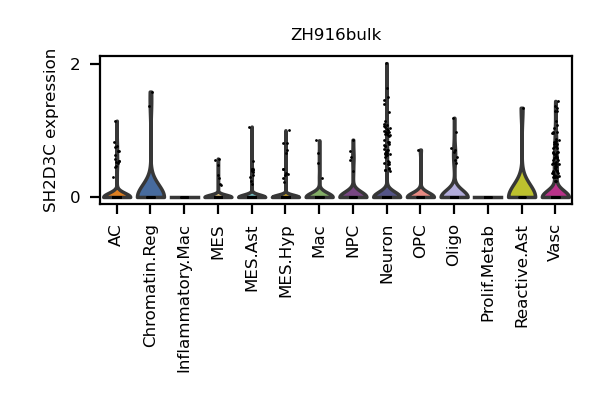 ZH916bulk
SH2D3C expression
2
0
AC
Chromatin.Reg
Inflammatory.Mac
MES
MES.Ast
MES.Hyp
Mac
NPC
Neuron
OPC
Oligo
Prolif.Metab
Reactive.Ast
Vasc